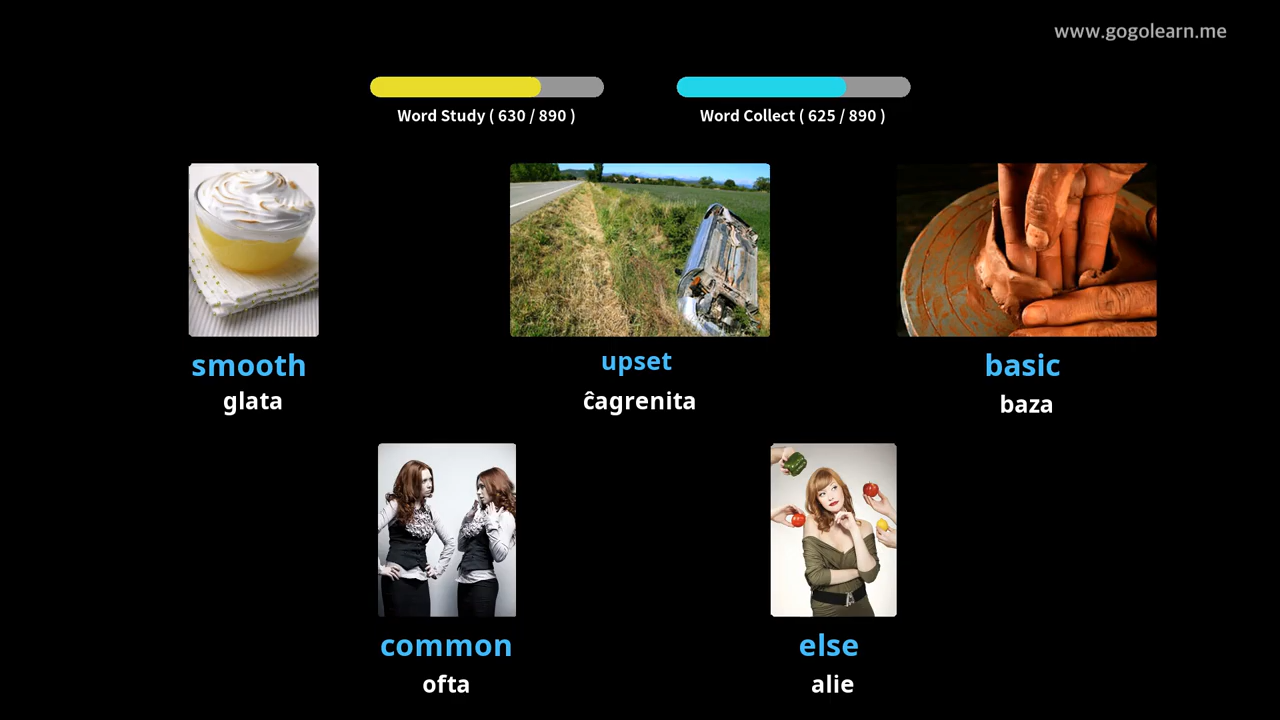 www.gogolearn.me
Word Study ( 630 / 890 )
Word Collect ( 625 / 890 )
smooth
glata
upset
ĉagrenita
basic
baza
common
ofta
else
alie